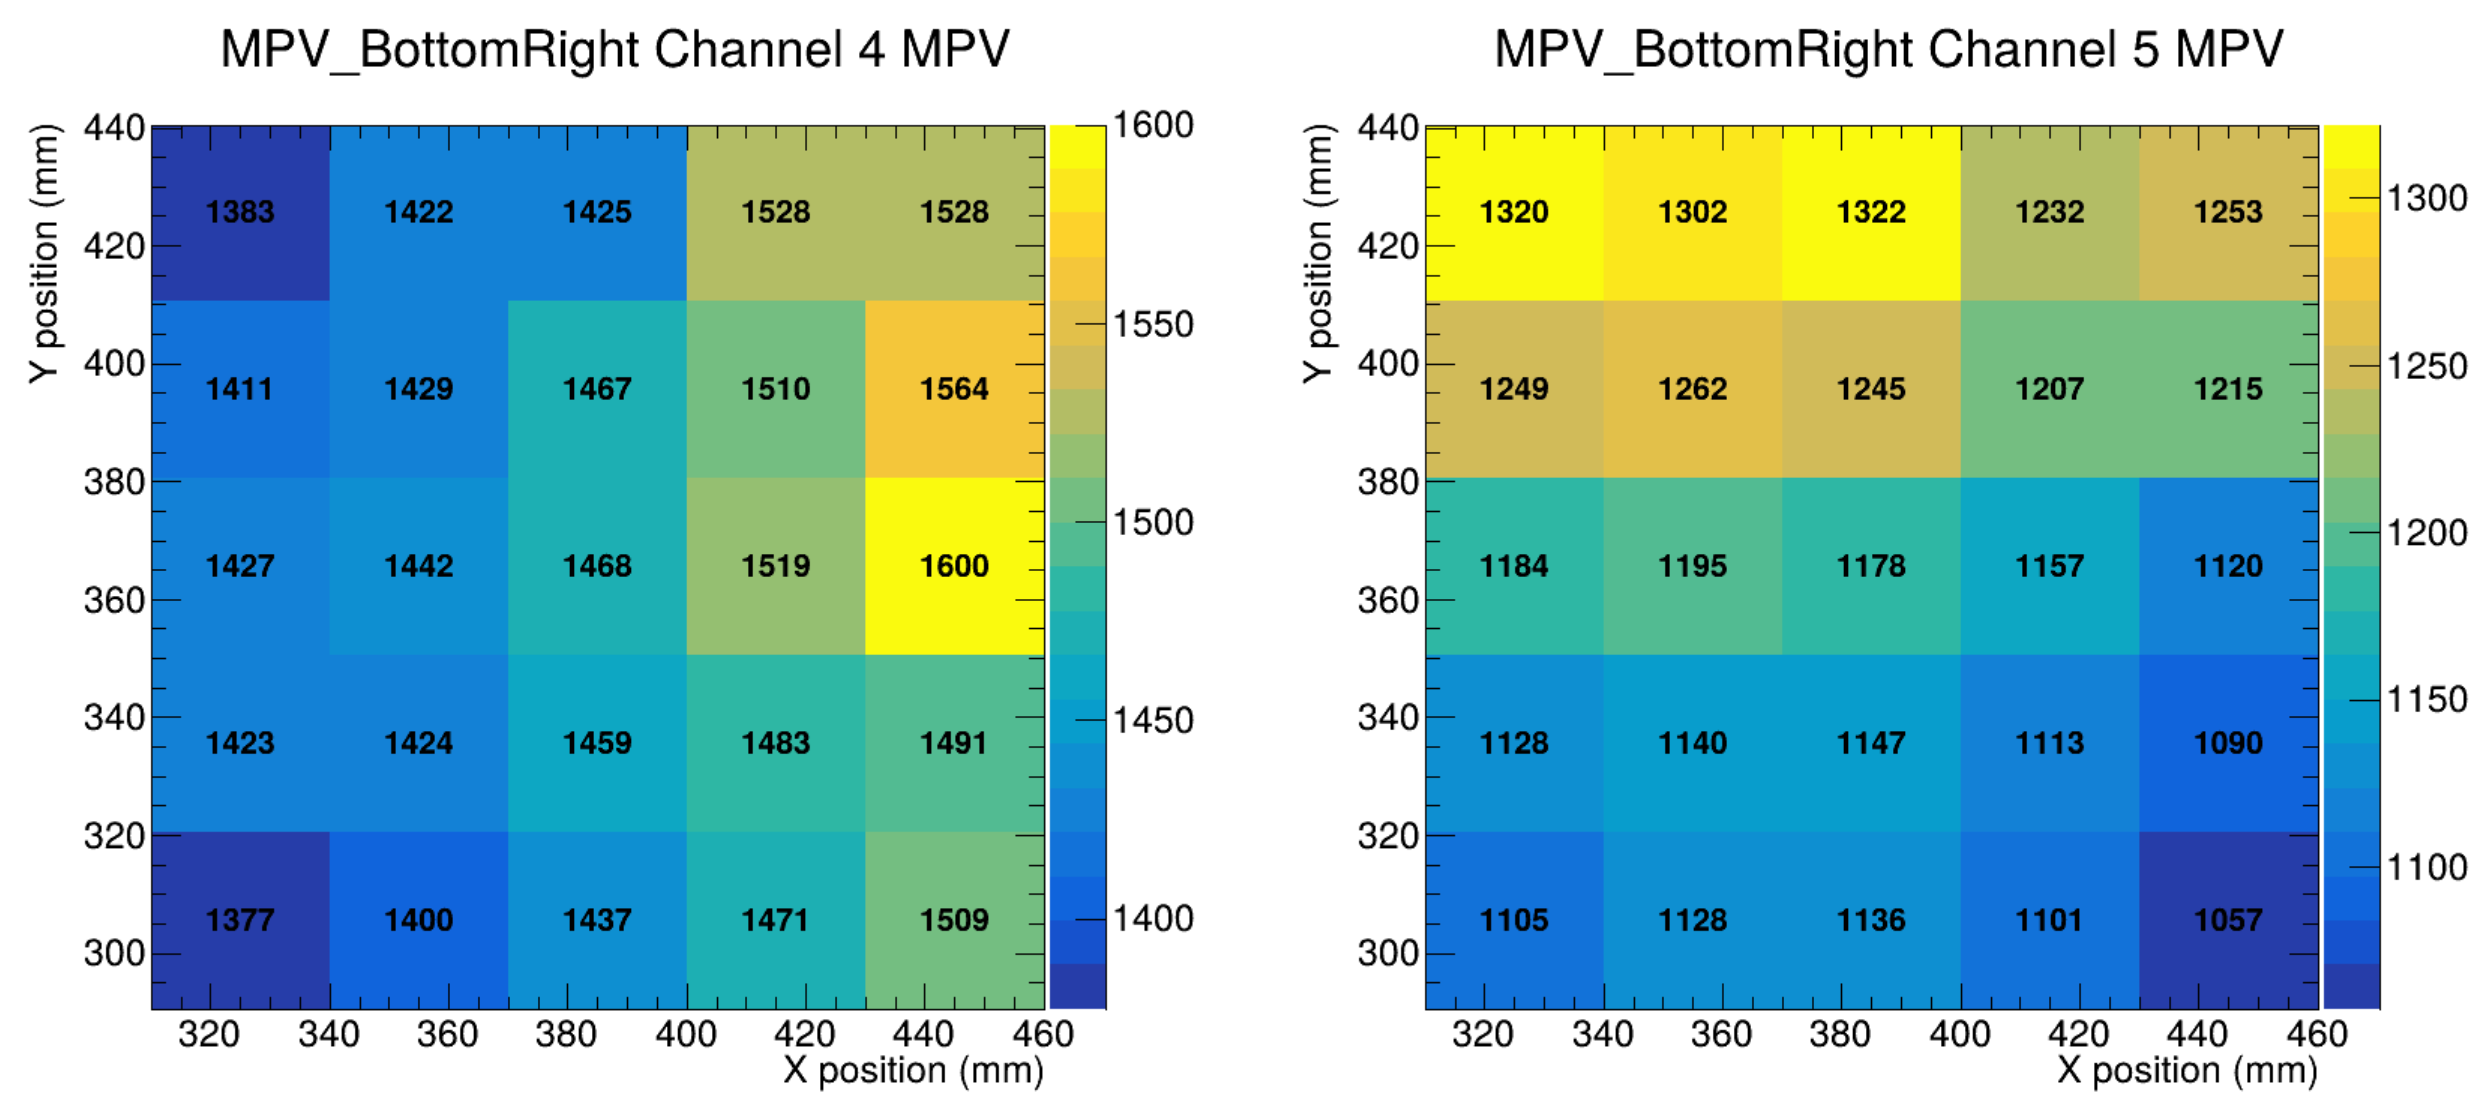 MPV_BottomRight Channel 4 MPV
Y position (mm)
440
420
400
380
360
340
320
300
1383 1422 1425 1528 1528
1411 1429 1467 1510 1564
1427 1442 1468 1519 1600
1423 1424 1459 1483 1491
1377 1400 1437 1471 1509
320 340 360 380 400 420 440 460
X position (mm)
1600
1550
1500
1450
1400
MPV_BottomRight Channel 5 MPV
Y position (mm)
440
420
400
380
360
340
320
300
1320 1302 1322 1232 1253
1249 1262 1245 1207 1215
1184 1195 1178 1157 1120
1128 1140 1147 1113 1090
1105 1128 1136 1101 1057
320 340 360 380 400 420 440 460
X position (mm)
1300
1250
1200
1150
1100